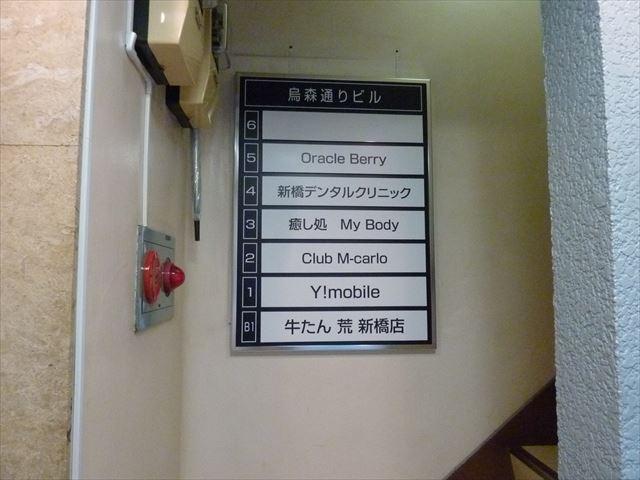 烏森通りビル
6
5 Oracle Berry
4 新橋デンタルクリニック
3 癒し処 My Body
2 Club M-carlo
1 Y!mobile
B1 牛たん 荒 新橋店